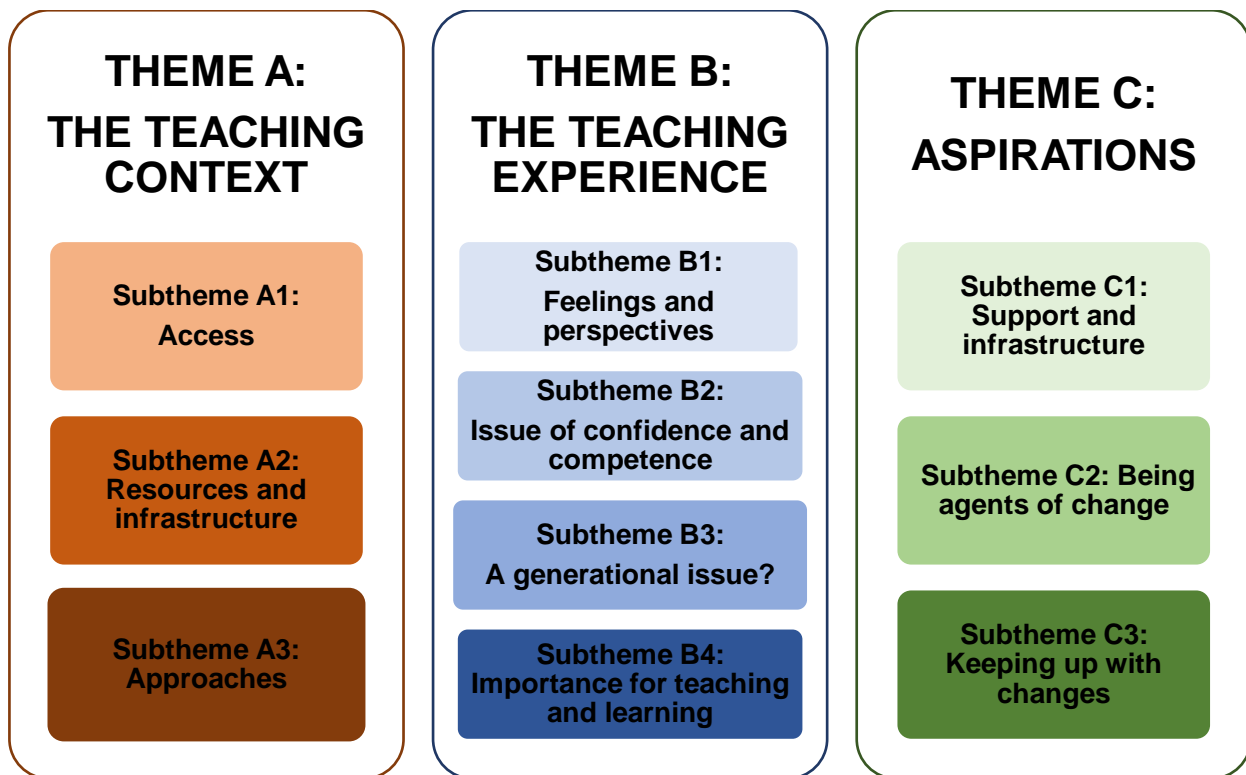 THEME A:
THE TEACHING
CONTEXT
Subtheme A1:
Access
Subtheme A2:
Resources and
infrastructure
Subtheme A3:
Approaches
THEME B:
THE TEACHING
EXPERIENCE
Subtheme B1:
Feelings and
perspectives
Subtheme B2:
Issue of confidence and
competence
Subtheme B3:
A generational issue?
Subtheme B4:
Importance for teaching
and learning
THEME C:
ASPIRATIONS
Subtheme C1:
Support and
infrastructure
Subtheme C2: Being
agents of change
Subtheme C3:
Keeping up with
changes